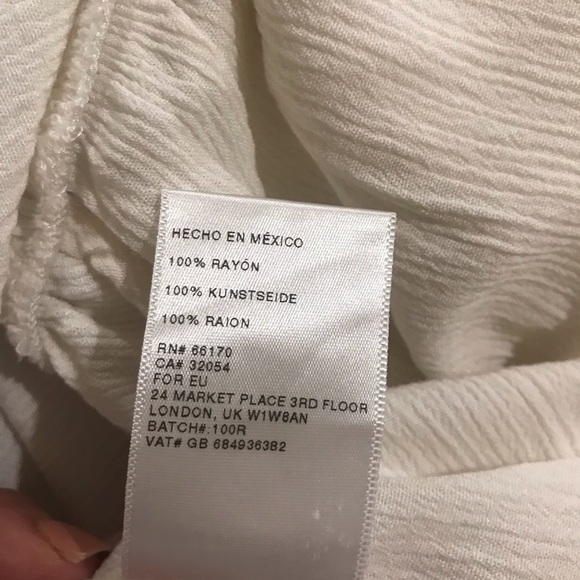 HECHO EN MÉXICO
100% RAYÓN
100% KUNSTSEIDE
100% RAION
RN# 66170
CA# 32054
FOR EU
24 MARKET PLACE 3RD FLOOR
LONDON, UK W1W8AN
BATCH#:100R
VAT# GB 684936382